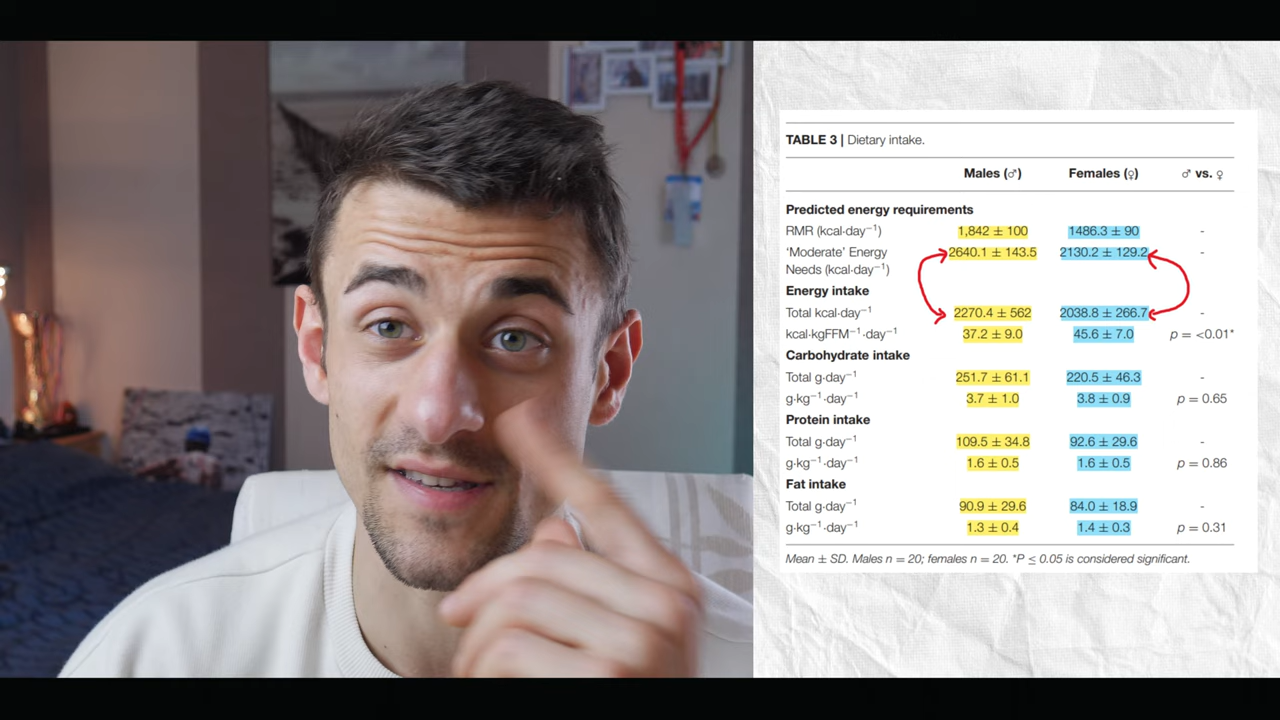 TABLE 3 | Dietary intake.
Males (♂) Females (♀) ♂ vs. ♀
Predicted energy requirements
RMR (kcal·day⁻¹) 1,842 ± 100 1486.3 ± 90 -
‘Moderate’ Energy 2640.1 ± 143.5 2130.2 ± 129.2 -
Needs (kcal·day⁻¹)
Energy intake
Total kcal·day⁻¹ 2270.4 ± 562 2038.8 ± 266.7 -
kcal·kgFFM⁻¹·day⁻¹ 37.2 ± 9.0 45.6 ± 7.0 p = <0.01*
Carbohydrate intake
Total g·day⁻¹ 251.7 ± 61.1 220.5 ± 46.3 -
g·kg⁻¹·day⁻¹ 3.7 ± 1.0 3.8 ± 0.9 p = 0.65
Protein intake
Total g·day⁻¹ 109.5 ± 34.8 92.6 ± 29.6 -
g·kg⁻¹·day⁻¹ 1.6 ± 0.5 1.6 ± 0.5 p = 0.86
Fat intake
Total g·day⁻¹ 90.9 ± 29.6 84.0 ± 18.9 -
g·kg⁻¹·day⁻¹ 1.3 ± 0.4 1.4 ± 0.3 p = 0.31
Mean ± SD. Males n = 20; females n = 20. *P ≤ 0.05 is considered significant.